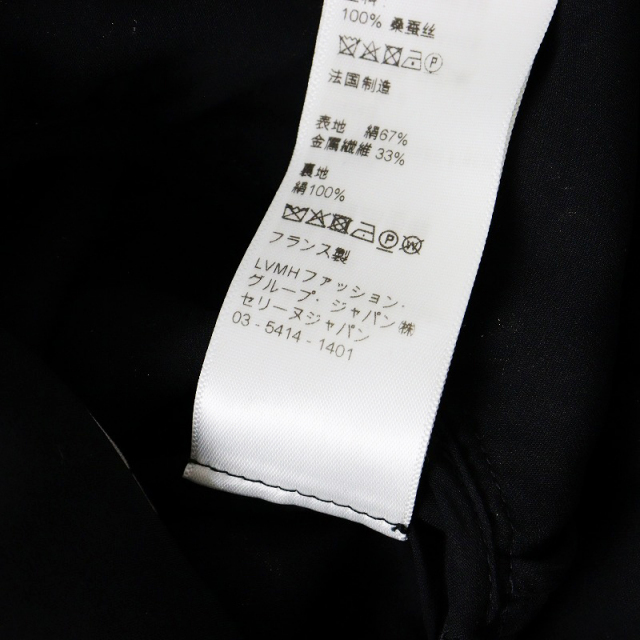 100% 桑蚕丝
法国制造
表地 絹67%
金属繊維 33%
裏地
絹100%
フランス製
LVMHファッション・
グループ・ジャパン㈱
セリーヌジャパン
03 - 5414 - 1401